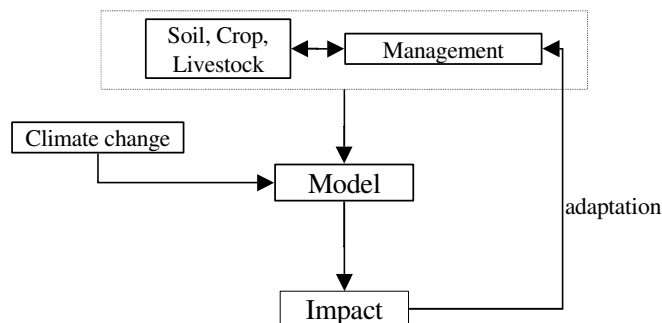 Soil, Crop,
Livestock
Management
Climate change
Model
adaptation
Impact